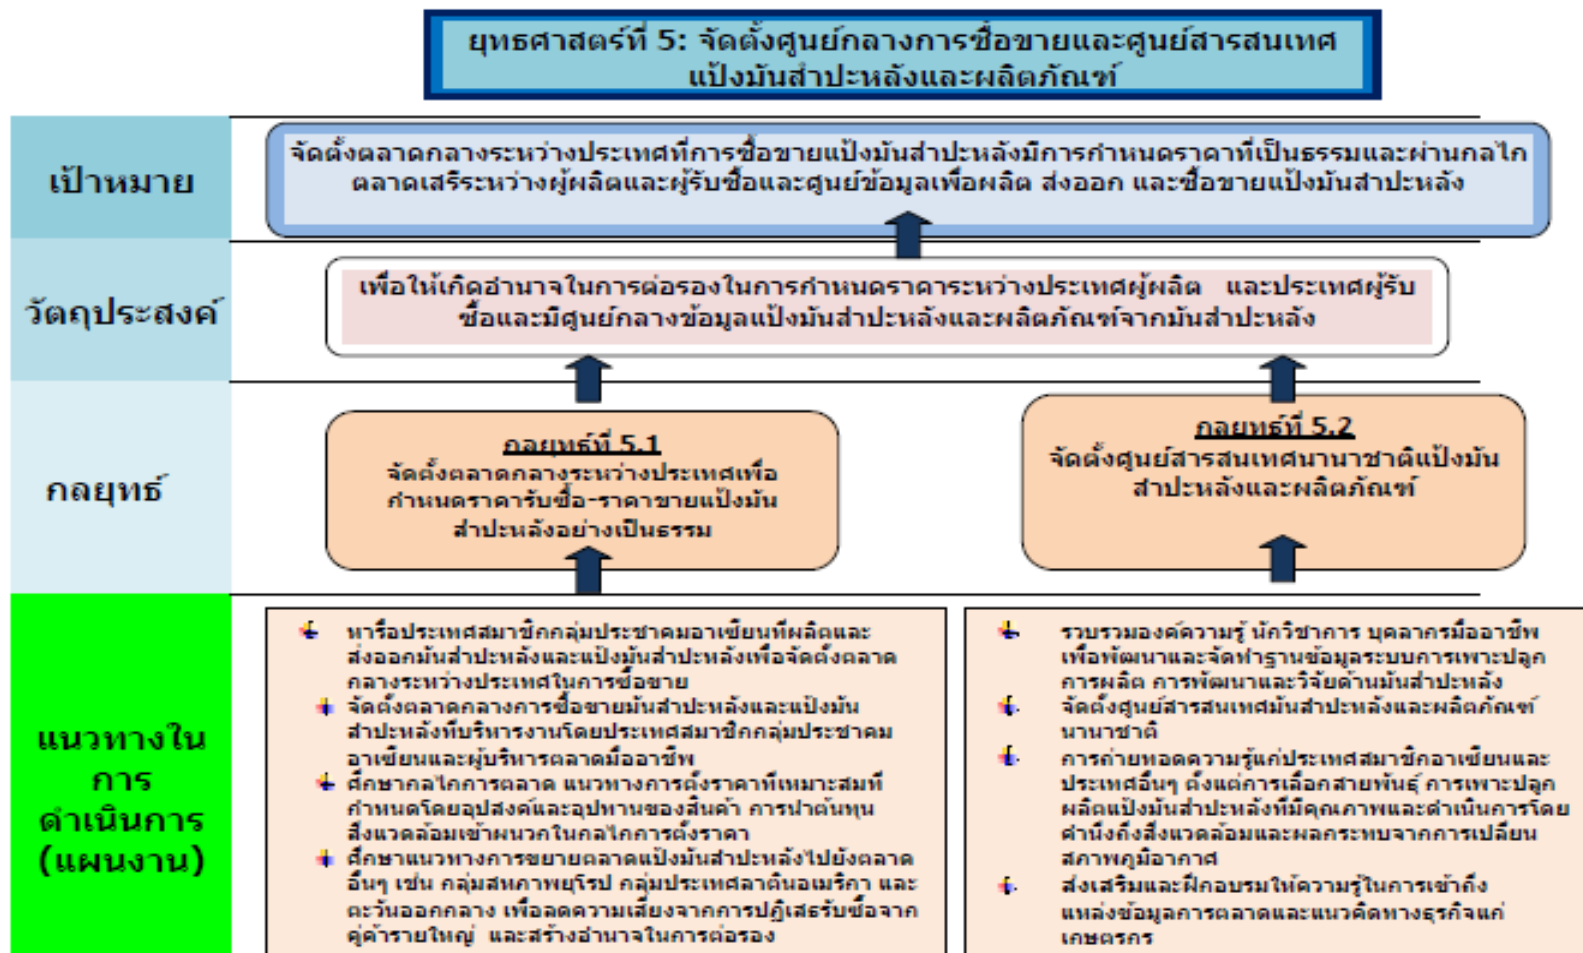 ยุทธศาสตร์ที่ 5: จัดตั้งศูนย์กลางการซื้อขายและศูนย์สารสนเทศ
แป้งมันสำปะหลังและผลิตภัณฑ์
เป้าหมาย
จัดตั้งตลาดกลางระหว่างประเทศที่การซื้อขายแป้งมันสำปะหลังมีการกำหนดราคาที่เป็นธรรมและผ่านกลไก
ตลาดเสรีระหว่างผู้ผลิตและผู้รับซื้อและศูนย์ข้อมูลเพื่อผลิต ส่งออก และซื้อขายแป้งมันสำปะหลัง
วัตถุประสงค์
เพื่อให้เกิดอำนาจในการต่อรองในการกำหนดราคาระหว่างประเทศผู้ผลิต และประเทศผู้รับ
ซื้อและมีศูนย์กลางข้อมูลแป้งมันสำปะหลังและผลิตภัณฑ์จากมันสำปะหลัง
กลยุทธ์
กลยุทธ์ที่ 5.1
จัดตั้งตลาดกลางระหว่างประเทศเพื่อ
กำหนดราคารับซื้อ-ราคาขายแป้งมัน
สำปะหลังอย่างเป็นธรรม
กลยุทธ์ที่ 5.2
จัดตั้งศูนย์สารสนเทศนานาชาติแป้งมัน
สำปะหลังและผลิตภัณฑ์
แนวทางใน
การ
ดำเนินการ
(แผนงาน)
หารือประเทศสมาชิกกลุ่มประชาคมอาเซียนที่ผลิตและ
ส่งออกมันสำปะหลังและแป้งมันสำปะหลังเพื่อจัดตั้งตลาด
กลางระหว่างประเทศในการซื้อขาย
จัดตั้งตลาดกลางการซื้อขายมันสำปะหลังและแป้งมัน
สำปะหลังที่บริหารงานโดยประเทศสมาชิกกลุ่มประชาคม
อาเซียนและผู้บริหารตลาดมืออาชีพ
ศึกษากลไกการตลาด แนวทางการตั้งราคาที่เหมาะสมที่
กำหนดโดยอุปสงค์และอุปทานของสินค้า การนำต้นทุน
สิ่งแวดล้อมเข้าผนวกในกลไกการตั้งราคา
ศึกษาแนวทางการขยายตลาดแป้งมันสำปะหลังไปยังตลาด
อื่นๆ เช่น กลุ่มสหภาพยุโรป กลุ่มประเทศลาตินอเมริกา และ
ตะวันออกกลาง เพื่อลดความเสี่ยงจากการปฏิเสธรับซื้อจาก
คู่ค้ารายใหญ่ และสร้างอำนาจในการต่อรอง
รวบรวมองค์ความรู้ นักวิชาการ บุคลากรมืออาชีพ
เพื่อพัฒนาและจัดทำฐานข้อมูลระบบการเพาะปลูก
การผลิต การพัฒนาและวิจัยด้านมันสำปะหลัง
จัดตั้งศูนย์สารสนเทศมันสำปะหลังและผลิตภัณฑ์
นานาชาติ
การถ่ายทอดความรู้แก่ประเทศสมาชิกอาเซียนและ
ประเทศอื่นๆ ตั้งแต่การเลือกสายพันธุ์ การเพาะปลูก
ผลิตแป้งมันสำปะหลังที่มีคุณภาพและดำเนินการโดย
คำนึงถึงสิ่งแวดล้อมและผลกระทบจากการเปลี่ยน
สภาพภูมิอากาศ
ส่งเสริมและฝึกอบรมให้ความรู้ในการเข้าถึง
แหล่งข้อมูลการตลาดและแนวคิดทางธุรกิจแก่
เกษตรกร